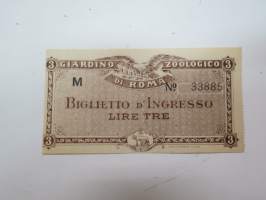 3 GIARDINO ZOOLOGICO 3
DI ROMA
M Nº 33885
BIGLIETTO D'INGRESSO
LIRE TRE
3 3